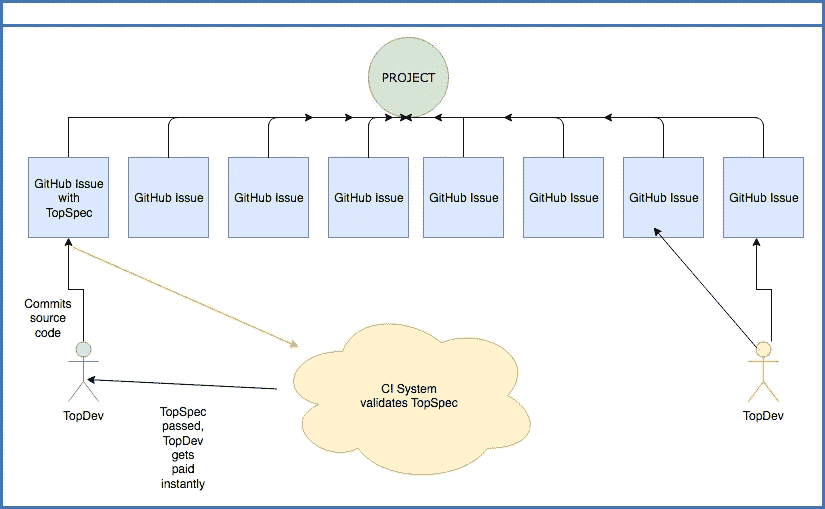 PROJECT
GitHub Issue
with
TopSpec
GitHub Issue
GitHub Issue
GitHub Issue
GitHub Issue
GitHub Issue
GitHub Issue
GitHub Issue
Commits
source
code
CI System
validates TopSpec
TopDev
TopDev
TopSpec
passed,
TopDev
gets
paid
instantly